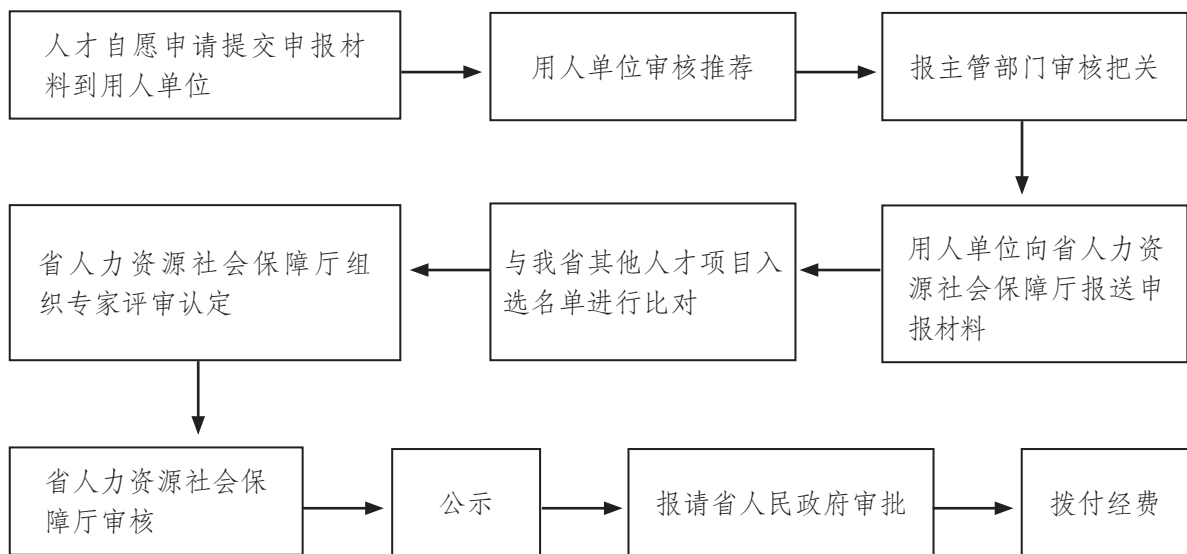 人才自愿申请提交申报材
料到用人单位
用人单位审核推荐
报主管部门审核把关
用人单位向省人力资
源社会保障厅报送申
报材料
与我省其他人才项目入
选名单进行比对
省人力资源社会保障厅组
织专家评审认定
省人力资源社会保
障厅审核
公示
报请省人民政府审批
拨付经费